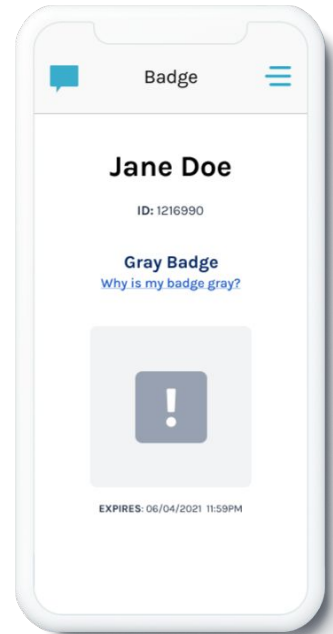 Badge
Jane Doe
ID: 1216990
Gray Badge
Why is my badge gray?
!
EXPIRES: 06/04/2021 11:59PM